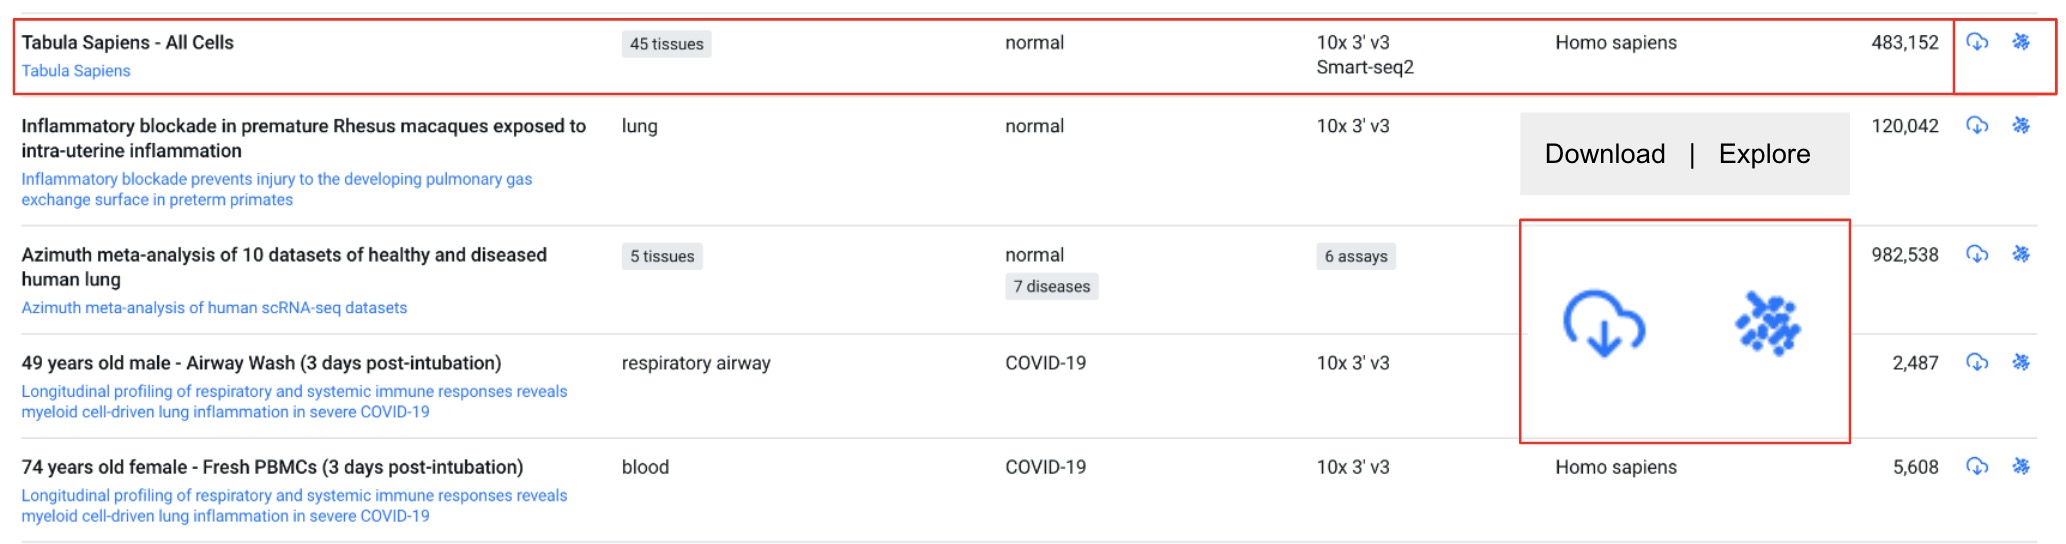 Tabula Sapiens - All Cells 45 tissues normal 10x 3' v3 Homo sapiens 483,152
Tabula Sapiens Smart-seq2
Inflammatory blockade in premature Rhesus macaques exposed to lung normal 10x 3' v3 120,042
intra-uterine inflammation
Download | Explore
Inflammatory blockade prevents injury to the developing pulmonary gas
exchange surface in preterm primates
Azimuth meta-analysis of 10 datasets of healthy and diseased 5 tissues normal 6 assays 982,538
human lung 7 diseases
Azimuth meta-analysis of human scRNA-seq datasets
49 years old male - Airway Wash (3 days post-intubation) respiratory airway COVID-19 10x 3' v3 2,487
Longitudinal profiling of respiratory and systemic immune responses reveals
myeloid cell-driven lung inflammation in severe COVID-19
74 years old female - Fresh PBMCs (3 days post-intubation) blood COVID-19 10x 3' v3 Homo sapiens 5,608
Longitudinal profiling of respiratory and systemic immune responses reveals
myeloid cell-driven lung inflammation in severe COVID-19